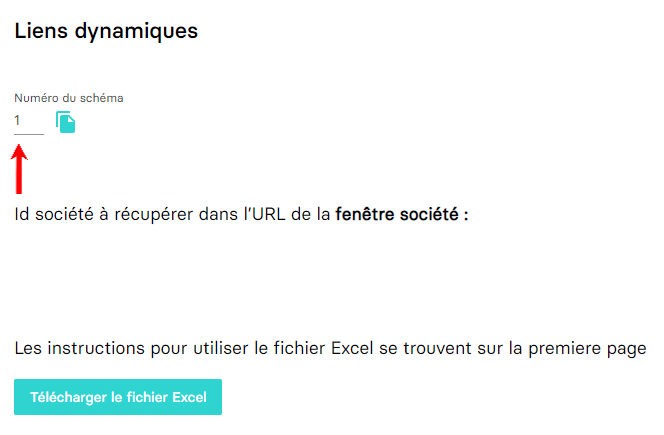 Liens dynamiques
Numéro du schéma
1
Id société à récupérer dans l'URL de la fenêtre société :
Les instructions pour utiliser le fichier Excel se trouvent sur la premiere page
Télécharger le fichier Excel